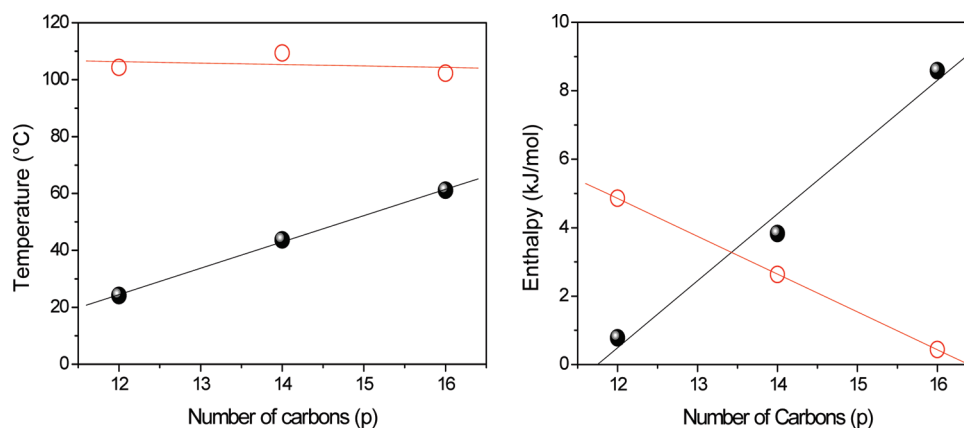 120
100
80
60
40
20
0
Temperature (°C)
12 13 14 15 16
Number of carbons (p)
10
8
6
4
2
0
Enthalpy (kJ/mol)
12 13 14 15 16
Number of Carbons (p)